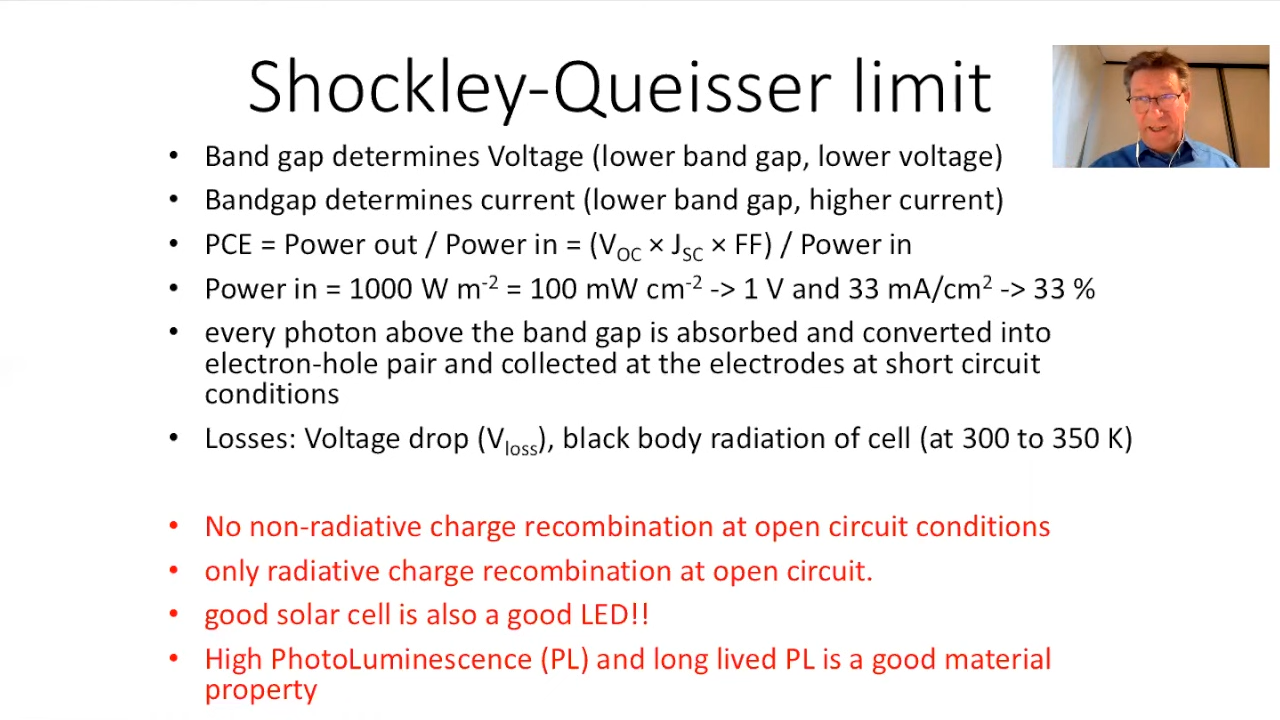 Shockley-Queisser limit
• Band gap determines Voltage (lower band gap, lower voltage)
• Bandgap determines current (lower band gap, higher current)
• PCE = Power out / Power in = (V_OC × J_SC × FF) / Power in
• Power in = 1000 W m⁻² = 100 mW cm⁻² -> 1 V and 33 mA/cm² -> 33 %
• every photon above the band gap is absorbed and converted into
electron-hole pair and collected at the electrodes at short circuit
conditions
• Losses: Voltage drop (V_loss), black body radiation of cell (at 300 to 350 K)
• No non-radiative charge recombination at open circuit conditions
• only radiative charge recombination at open circuit.
• good solar cell is also a good LED!!
• High PhotoLuminescence (PL) and long lived PL is a good material
property